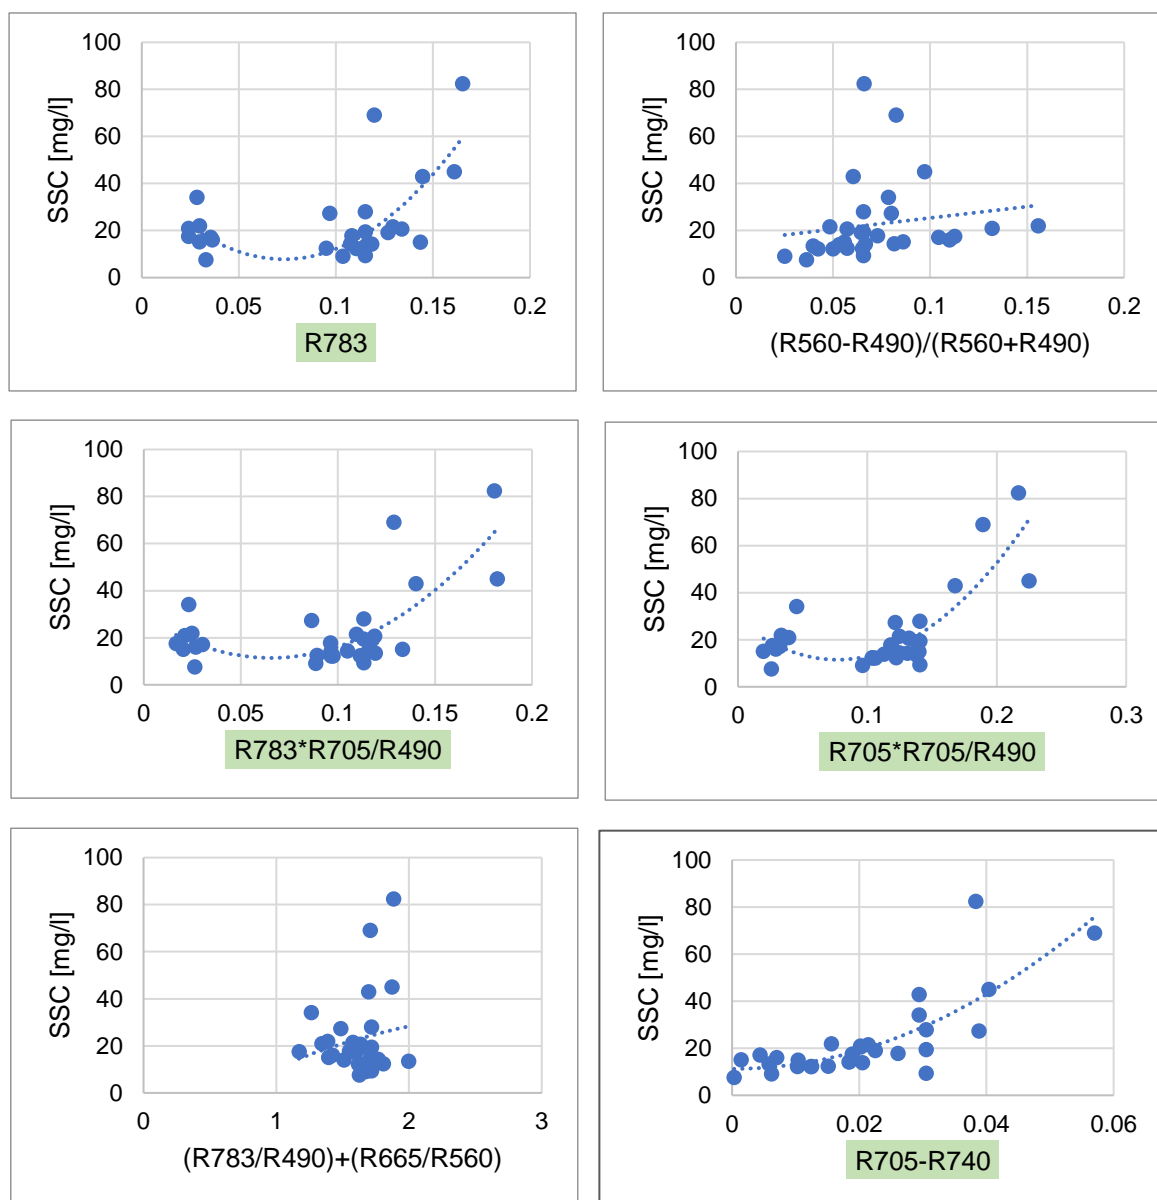 100
80
60
40
20
0
SSC [mg/l]
0 0.05 0.1 0.15 0.2
R783
100
80
60
40
20
0
SSC [mg/l]
0 0.05 0.1 0.15 0.2
(R560-R490)/(R560+R490)
100
80
60
40
20
0
SSC [mg/l]
0 0.05 0.1 0.15 0.2
R783*R705/R490
100
80
60
40
20
0
SSC [mg/l]
0 0.1 0.2 0.3
R705*R705/R490
100
80
60
40
20
0
SSC [mg/l]
0 1 2 3
(R783/R490)+(R665/R560)
100
80
60
40
20
0
SSC [mg/l]
0 0.02 0.04 0.06
R705-R740